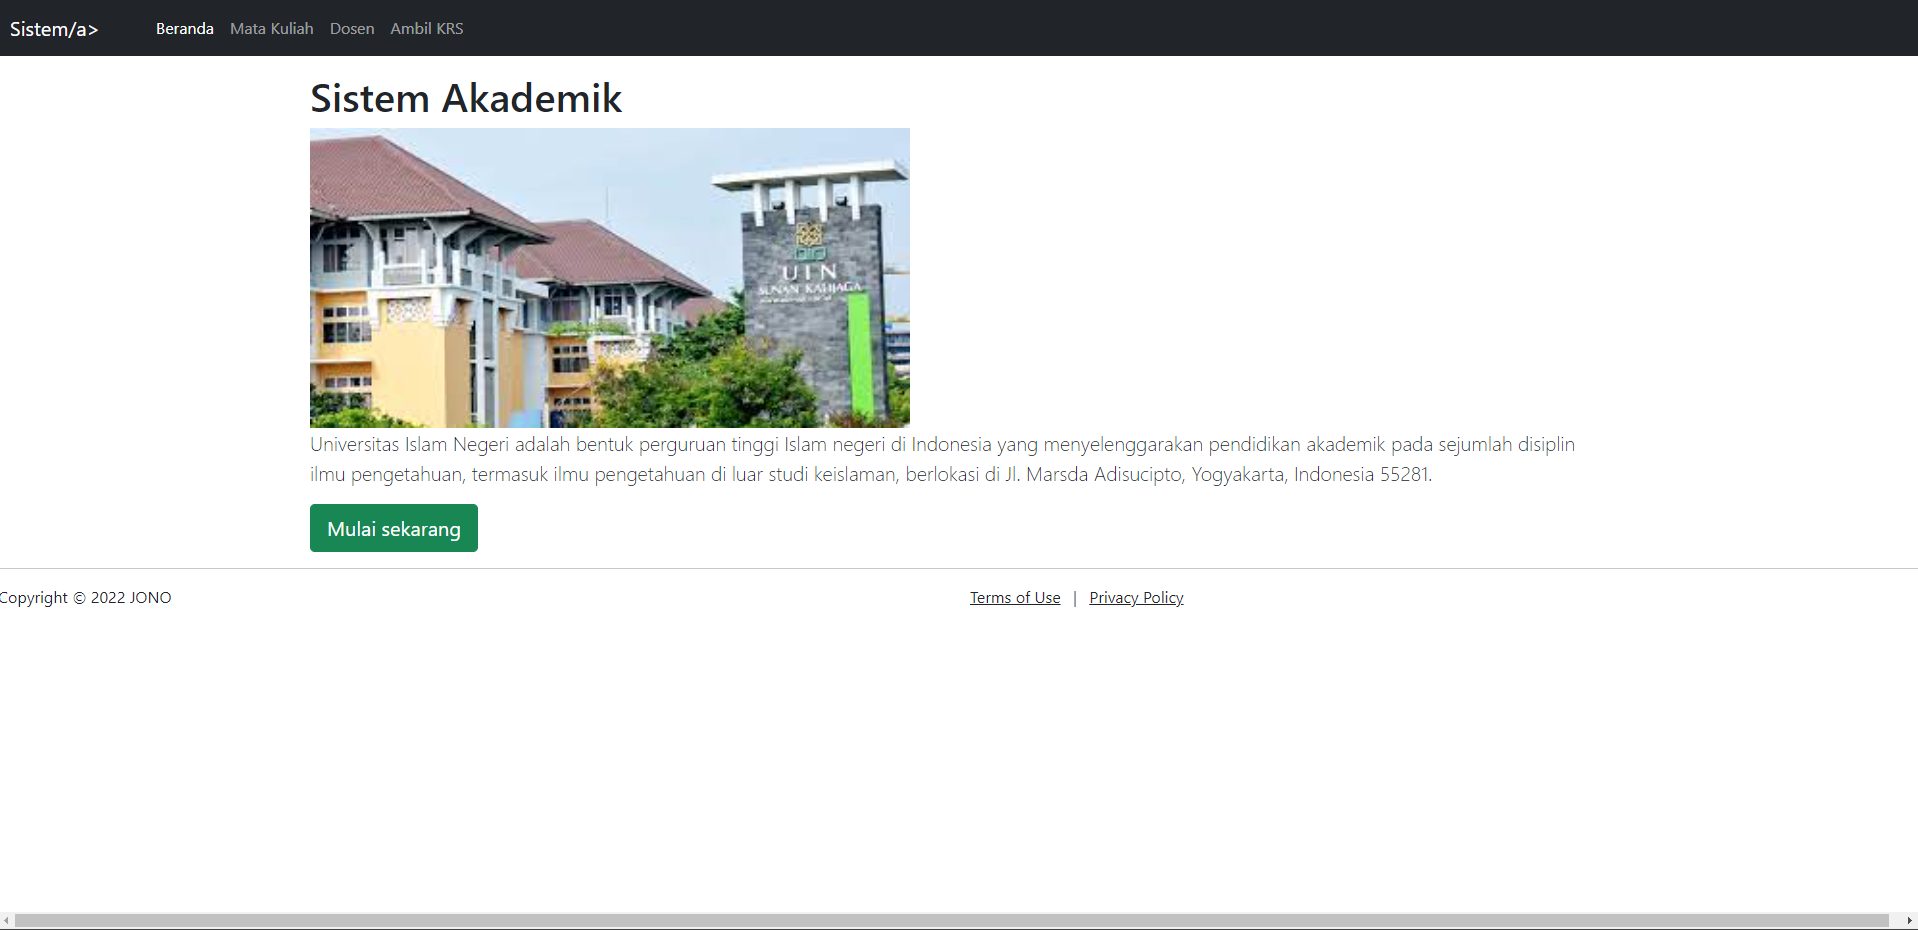 Sistem/a>
Beranda
Mata Kuliah
Dosen
Ambil KRS
Sistem Akademik
UIN
SUNAN KALIJAGA
Universitas Islam Negeri adalah bentuk perguruan tinggi Islam negeri di Indonesia yang menyelenggarakan pendidikan akademik pada sejumlah disiplin
ilmu pengetahuan, termasuk ilmu pengetahuan di luar studi keislaman, berlokasi di Jl. Marsda Adisucipto, Yogyakarta, Indonesia 55281.
Mulai sekarang
Copyright © 2022 JONO
Terms of Use | Privacy Policy